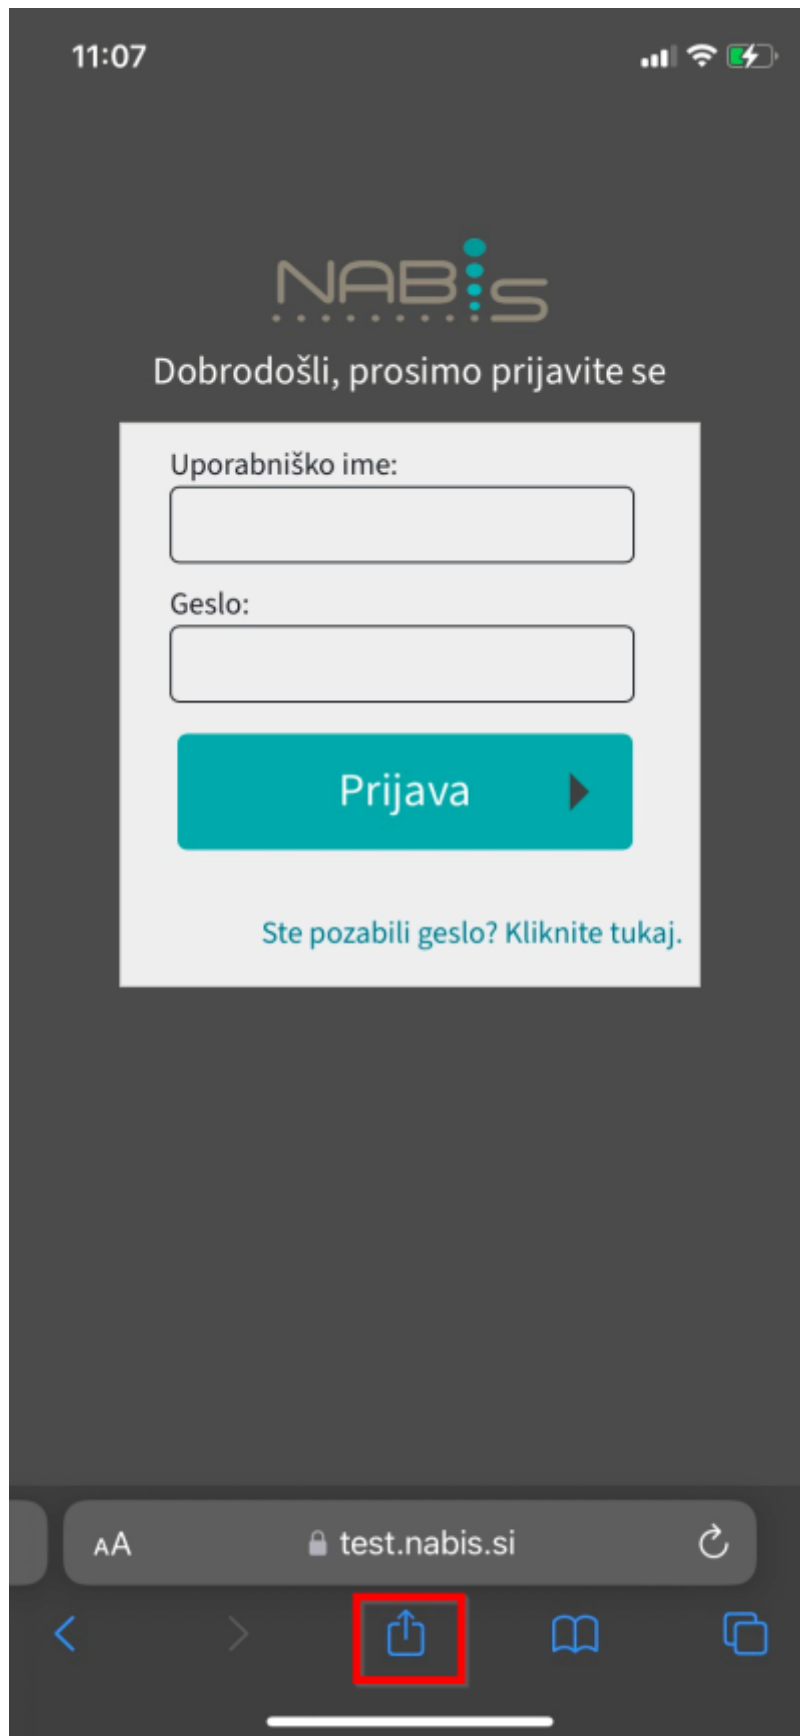 11:07
NABiS
Dobrodošli, prosimo prijavite se
Uporabniško ime:
Geslo:
Prijava
Ste pozabili geslo? Kliknite tukaj.
AA test.nabis.si